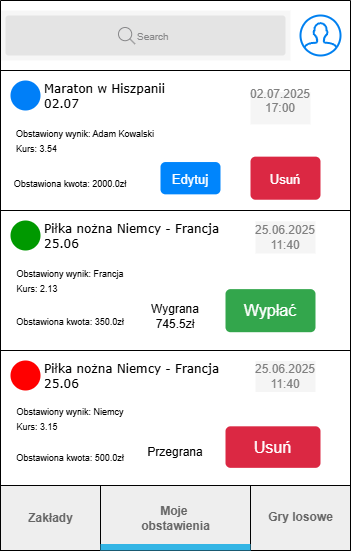 Search
Maraton w Hiszpanii
02.07
02.07.2025
17:00
Obstawiony wynik: Adam Kowalski
Kurs: 3.54
Obstawiona kwota: 2000.0zł
Edytuj
Usuń
Piłka nożna Niemcy - Francja
25.06
25.06.2025
11:40
Obstawiony wynik: Francja
Kurs: 2.13
Obstawiona kwota: 350.0zł
Wygrana
745.5zl
Wypłać
Piłka nożna Niemcy - Francja
25.06
25.06.2025
11:40
Obstawiony wynik: Niemcy
Kurs: 3.15
Obstawiona kwota: 500.0zł
Przegrana
Usuń
Zakłady
Moje
obstawienia
Gry losowe